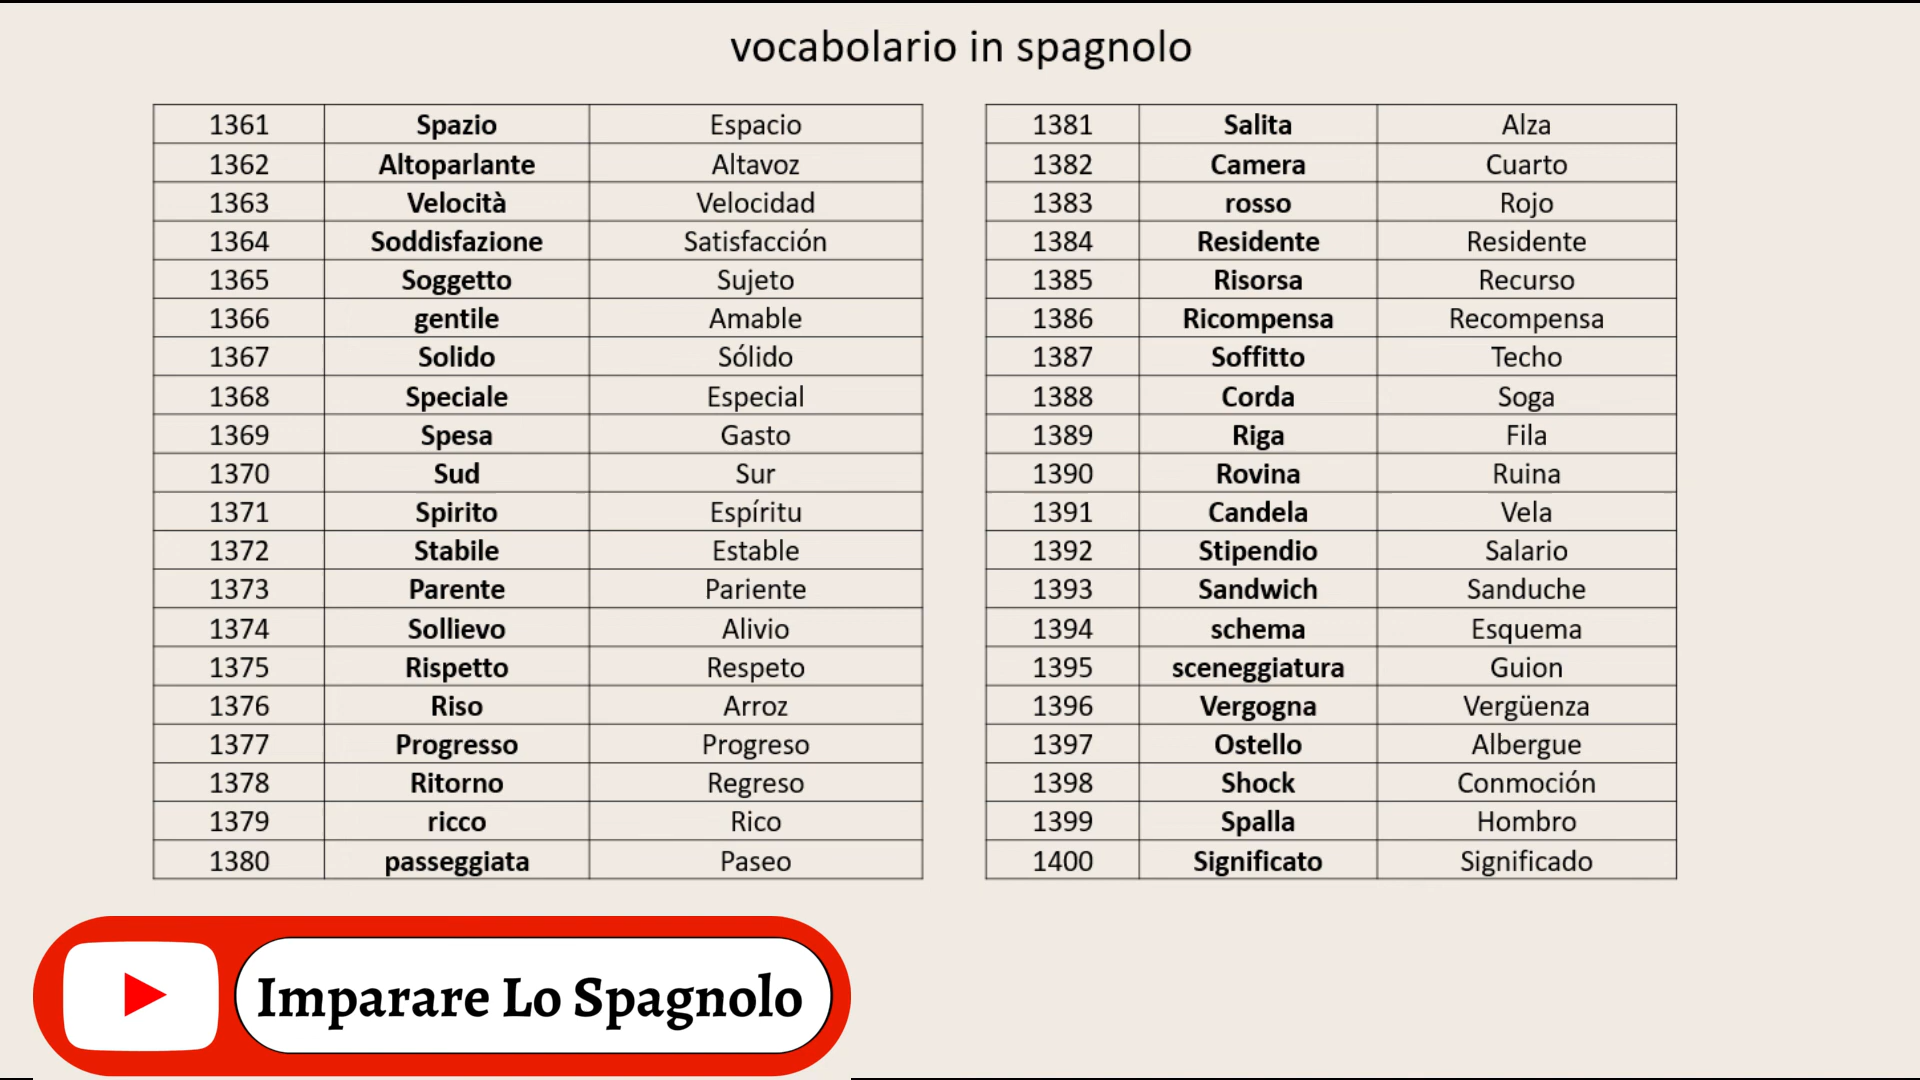 vocabolario in spagnolo
1361 Spazio Espacio
1362 Altoparlante Altavoz
1363 Velocità Velocidad
1364 Soddisfazione Satisfacción
1365 Soggetto Sujeto
1366 gentile Amable
1367 Solido Sólido
1368 Speciale Especial
1369 Spesa Gasto
1370 Sud Sur
1371 Spirito Espíritu
1372 Stabile Estable
1373 Parente Pariente
1374 Sollievo Alivio
1375 Rispetto Respeto
1376 Riso Arroz
1377 Progresso Progreso
1378 Ritorno Regreso
1379 ricco Rico
1380 passeggiata Paseo
1381 Salita Alza
1382 Camera Cuarto
1383 rosso Rojo
1384 Residente Residente
1385 Risorsa Recurso
1386 Ricompensa Recompensa
1387 Soffitto Techo
1388 Corda Soga
1389 Riga Fila
1390 Rovina Ruina
1391 Candela Vela
1392 Stipendio Salario
1393 Sandwich Sanduche
1394 schema Esquema
1395 sceneggiatura Guion
1396 Vergogna Vergüenza
1397 Ostello Albergue
1398 Shock Conmoción
1399 Spalla Hombro
1400 Significato Significado
Imparare Lo Spagnolo